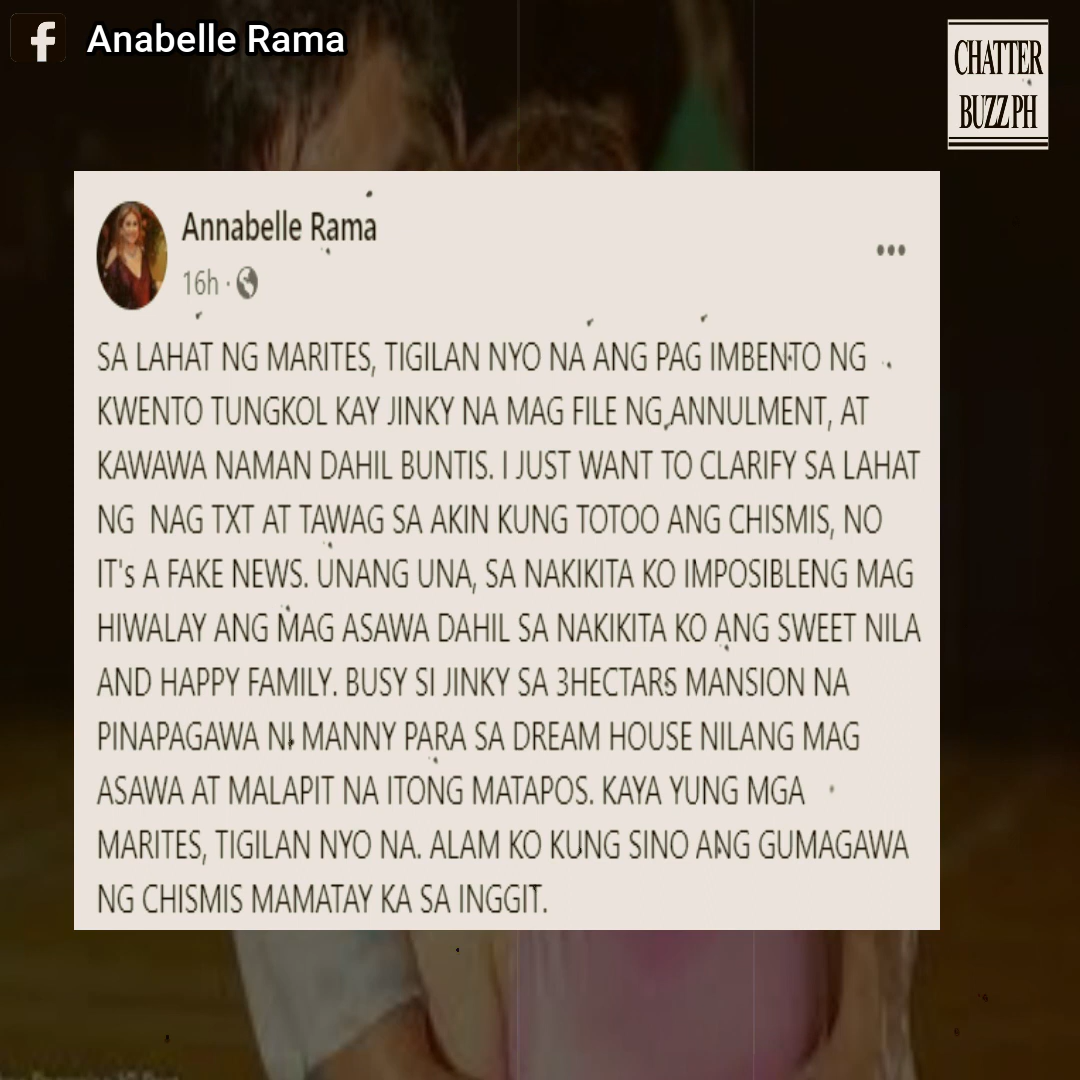 Anabelle Rama
CHATTER
BUZZ PH
Annabelle Rama
16h ·
SA LAHAT NG MARITES, TIGILAN NYO NA ANG PAG IMBENTO NG
KWENTO TUNGKOL KAY JINKY NA MAG FILE NG ANNULMENT, AT
KAWAWA NAMAN DAHIL BUNTIS. I JUST WANT TO CLARIFY SA LAHAT
NG NAG TXT AT TAWAG SA AKIN KUNG TOTOO ANG CHISMIS, NO
IT's A FAKE NEWS. UNANG UNA, SA NAKIKITA KO IMPOSIBLENG MAG
HIWALAY ANG MAG ASAWA DAHIL SA NAKIKITA KO ANG SWEET NILA
AND HAPPY FAMILY. BUSY SI JINKY SA 3HECTARS MANSION NA
PINAPAGAWA NI MANNY PARA SA DREAM HOUSE NILANG MAG
ASAWA AT MALAPIT NA ITONG MATAPOS. KAYA YUNG MGA
MARITES, TIGILAN NYO NA. ALAM KO KUNG SINO ANG GUMAGAWA
NG CHISMIS MAMATAY KA SA INGGIT.